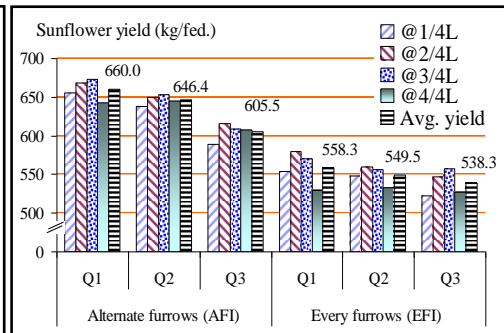 Sunflower yield (kg/fed.)
@1/4L
@2/4L
@3/4L
@4/4L
Avg. yield
700
650
600
550
500
0
660.0
646.4
605.5
558.3
549.5
538.3
Q1 Q2 Q3 Q1 Q2 Q3
Alternate furrows (AFI) Every furrows (EFI)